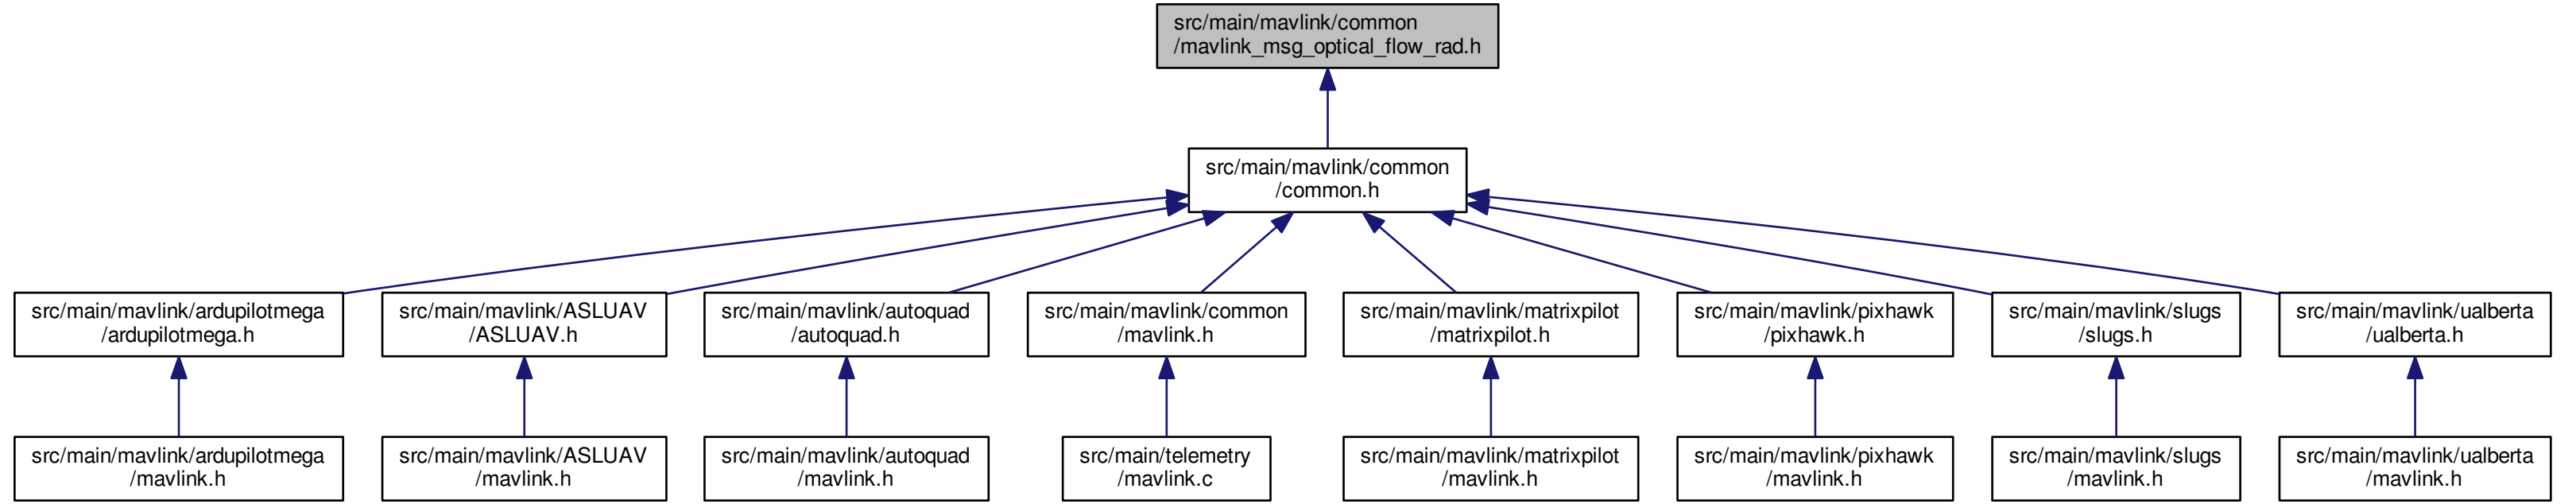 src/main/mavlink/common
/mavlink_msg_optical_flow_rad.h
src/main/mavlink/common
/common.h
src/main/mavlink/ardupilotmega
/ardupilotmega.h
src/main/mavlink/ASLUAV
/ASLUAV.h
src/main/mavlink/autoquad
/autoquad.h
src/main/mavlink/common
/mavlink.h
src/main/mavlink/matrixpilot
/matrixpilot.h
src/main/mavlink/pixhawk
/pixhawk.h
src/main/mavlink/slugs
/slugs.h
src/main/mavlink/ualberta
/ualberta.h
src/main/mavlink/ardupilotmega
/mavlink.h
src/main/mavlink/ASLUAV
/mavlink.h
src/main/mavlink/autoquad
/mavlink.h
src/main/telemetry
/mavlink.c
src/main/mavlink/matrixpilot
/mavlink.h
src/main/mavlink/pixhawk
/mavlink.h
src/main/mavlink/slugs
/mavlink.h
src/main/mavlink/ualberta
/mavlink.h